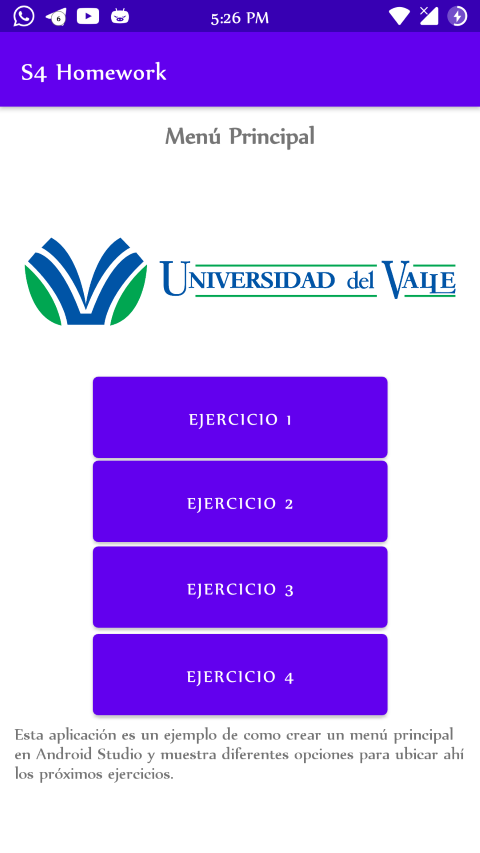 5:26 PM
6
S4 Homework
Menú Principal
UNIVERSIDAD del VALLE
EJERCICIO 1
EJERCICIO 2
EJERCICIO 3
EJERCICIO 4
Esta aplicación es un ejemplo de como crear un menú principal
en Android Studio y muestra diferentes opciones para ubicar ahí
los próximos ejercicios.